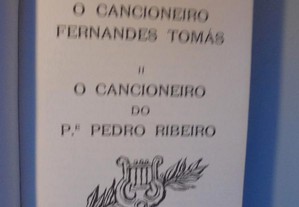 O CANCIONEIRO
FERNANDES TOMÁS
II
O CANCIONEIRO
DO
P.ᴱ PEDRO RIBEIRO